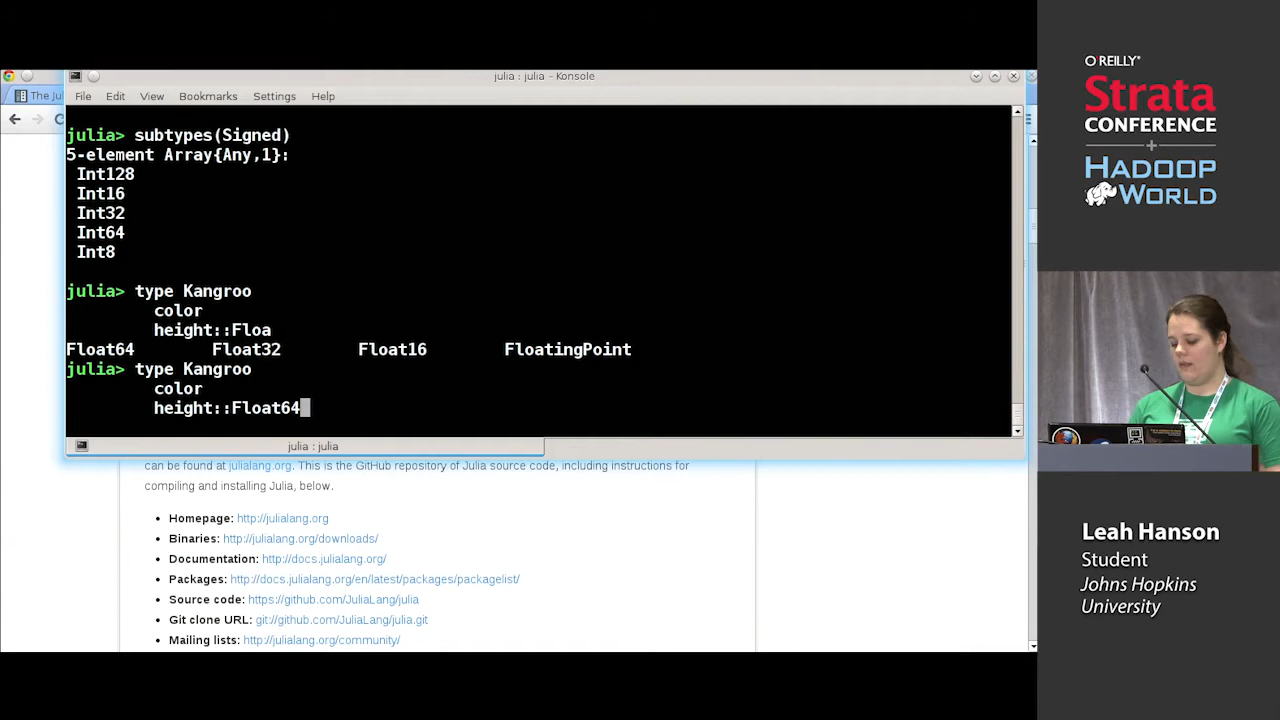 julia : julia - Konsole
The Jul
File Edit View Bookmarks Settings Help
julia> subtypes(Signed)
5-element Array{Any,1}:
Int128
Int16
Int32
Int64
Int8
julia> type Kangroo
color
height::Floa
Float64 Float32 Float16 FloatingPoint
julia> type Kangroo
color
height::Float64
julia : julia
can be found at julialang.org. This is the GitHub repository of Julia source code, including instructions for
compiling and installing Julia, below.
• Homepage: http://julialang.org
• Binaries: http://julialang.org/downloads/
• Documentation: http://docs.julialang.org/
• Packages: http://docs.julialang.org/en/latest/packages/packagelist/
• Source code: https://github.com/JuliaLang/julia
• Git clone URL: git://github.com/JuliaLang/julia.git
• Mailing lists: http://julialang.org/community/
O REILLY®
Strata
CONFERENCE
+
HADOOP
WORLD
Leah Hanson
Student
Johns Hopkins
University